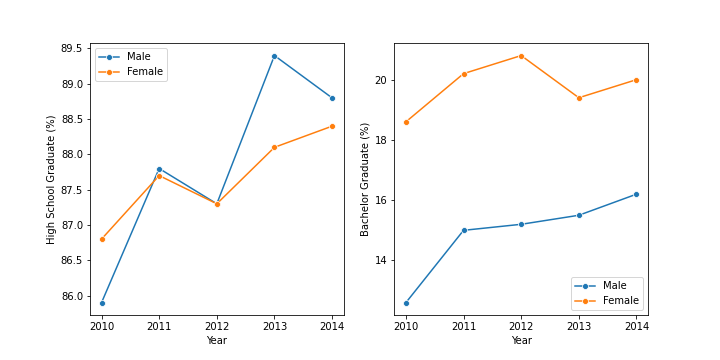 High School Graduate (%)
89.5
89.0
88.5
88.0
87.5
87.0
86.5
86.0
Male
Female
2010 2011 2012 2013 2014
Year
Bachelor Graduate (%)
20
18
16
14
Male
Female
2010 2011 2012 2013 2014
Year